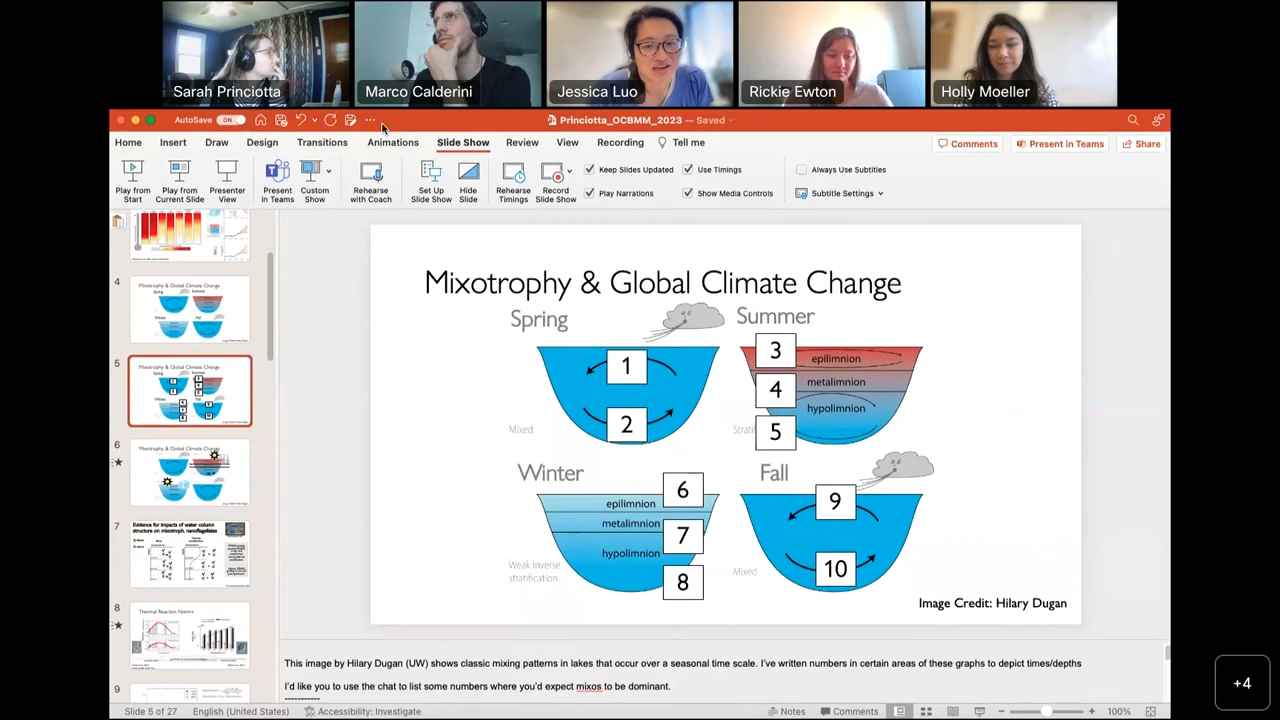 Sarah Princiotta
Marco Calderini
Jessica Luo
Rickie Ewton
Holly Moeller
AutoSave ON
Princiotta_OCBMM_2023 — Saved
Home Insert Draw Design Transitions Animations Slide Show Review View Recording Tell me
Comments Present in Teams Share
Play from Start
Play from Current Slide
Presenter View
Present in Teams
Custom Show
Rehearse with Coach
Set Up Slide Show
Hide Slide
Rehearse Timings
Record Slide Show
Keep Slides Updated
Play Narrations
Use Timings
Show Media Controls
Always Use Subtitles
Subtitle Settings
4
Mixotrophy & Global Climate Change
5
Mixotrophy & Global Climate Change
6
Mixotrophy & Global Climate Change
7
Evidence for impacts of water column structure on mixotroph. nanoflagellates
8
Thermal Reaction Norms
9
Mixotrophy & Global Climate Change
Spring
1
2
Mixed
Summer
3
epilimnion
4
metalimnion
hypolimnion
5
Strati
Winter
6
epilimnion
metalimnion
7
hypolimnion
8
Weak inverse
stratification
Fall
9
10
Mixed
Image Credit: Hilary Dugan
This image by Hilary Dugan (UW) shows classic mixing patterns in lakes that occur over a seasonal time scale. I've written numbers in certain areas of these graphs to depict times/depths
I'd like you to use the chat to list some numbers where you'd expect mixos to be dominant.
-----------
Slide 5 of 27 English (United States) Accessibility: Investigate Notes Comments 100%
+4